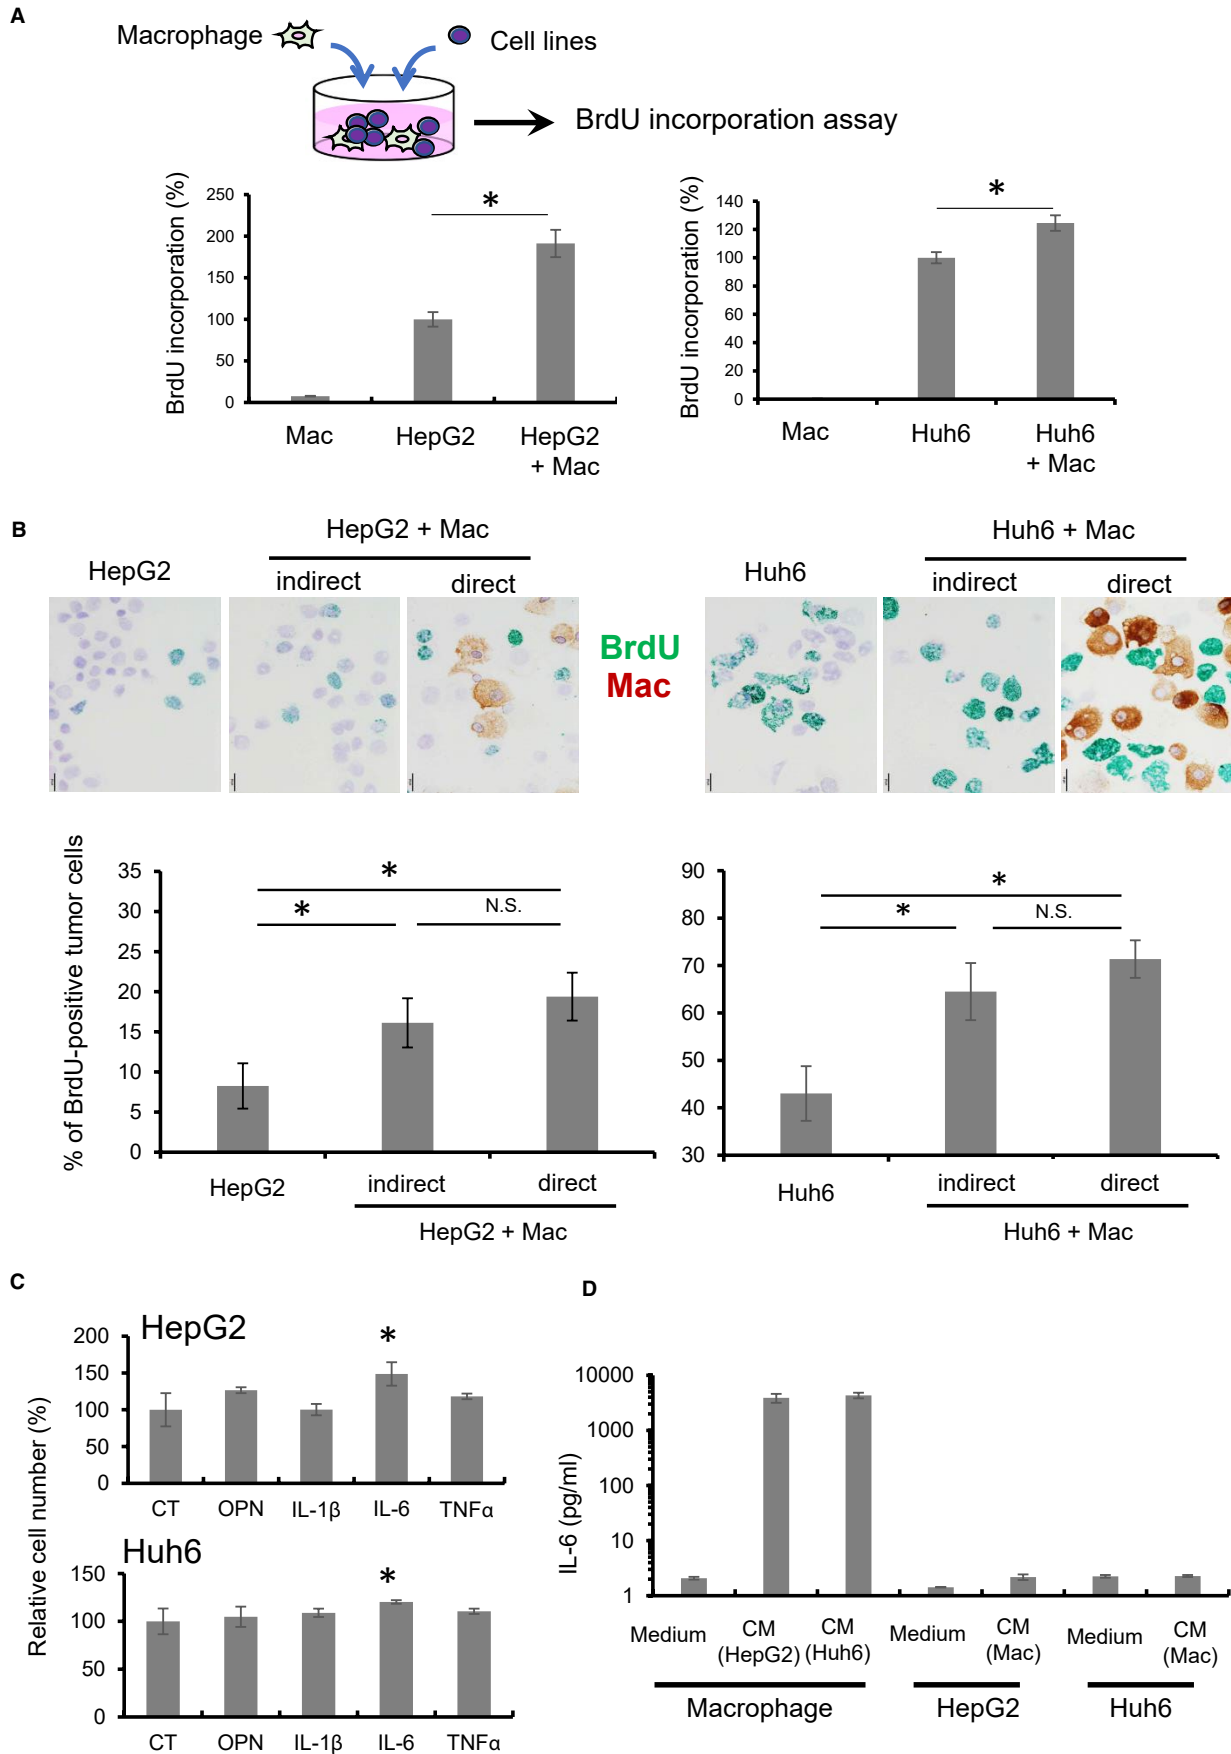 A
Macrophage
Cell lines
BrdU incorporation assay
BrdU incorporation (%)
250
200
150
100
50
0
*
Mac
HepG2
HepG2
+ Mac
BrdU incorporation (%)
140
120
100
80
60
40
20
0
*
Mac
Huh6
Huh6
+ Mac
B
HepG2
HepG2 + Mac
indirect
direct
BrdU
Mac
Huh6
Huh6 + Mac
indirect
direct
% of BrdU-positive tumor cells
35
30
25
20
15
10
5
0
*
*
N.S.
HepG2
indirect
direct
HepG2 + Mac
90
80
70
60
50
40
30
*
*
N.S.
Huh6
indirect
direct
Huh6 + Mac
C
Relative cell number (%)
HepG2
200
150
100
50
0
*
CT
OPN
IL-1β
IL-6
TNFα
Huh6
150
100
50
0
*
CT
OPN
IL-1β
IL-6
TNFα
D
IL-6 (pg/ml)
10000
1000
100
10
1
Medium
CM
(HepG2)
CM
(Huh6)
Medium
CM
(Mac)
Medium
CM
(Mac)
Macrophage
HepG2
Huh6